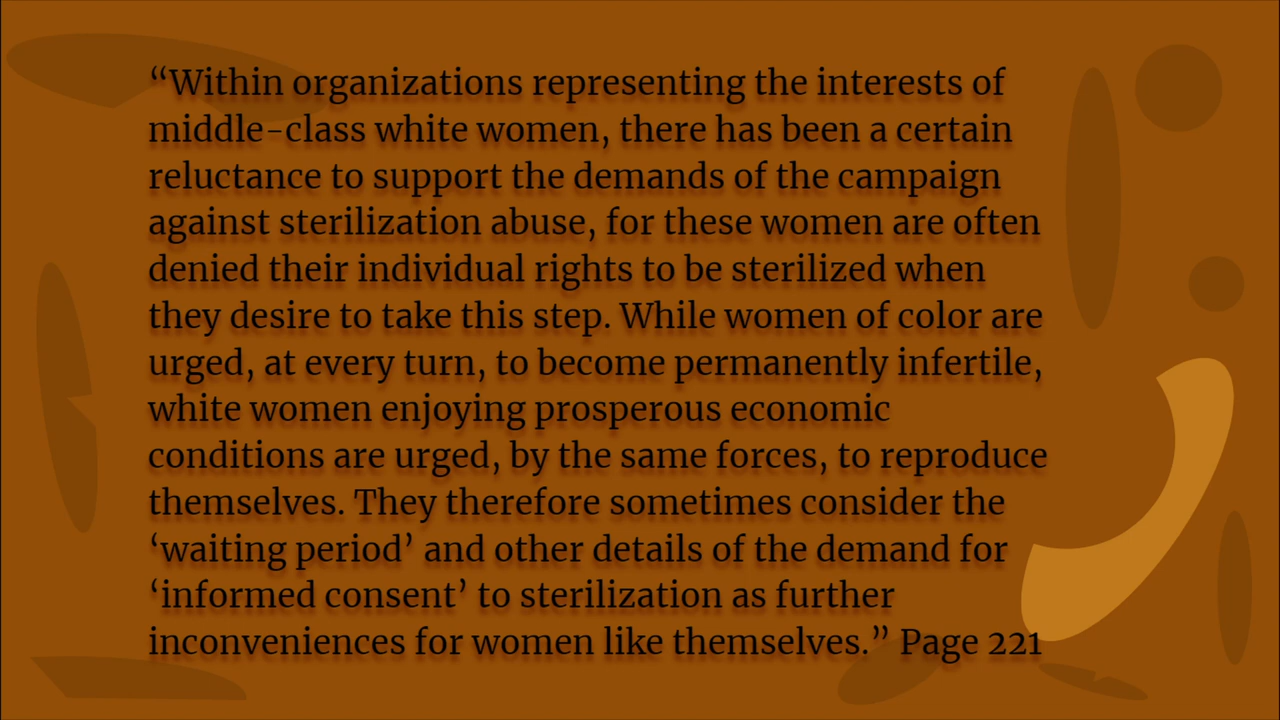 “Within organizations representing the interests of
middle-class white women, there has been a certain
reluctance to support the demands of the campaign
against sterilization abuse, for these women are often
denied their individual rights to be sterilized when
they desire to take this step. While women of color are
urged, at every turn, to become permanently infertile,
white women enjoying prosperous economic
conditions are urged, by the same forces, to reproduce
themselves. They therefore sometimes consider the
‘waiting period’ and other details of the demand for
‘informed consent’ to sterilization as further
inconveniences for women like themselves.” Page 221